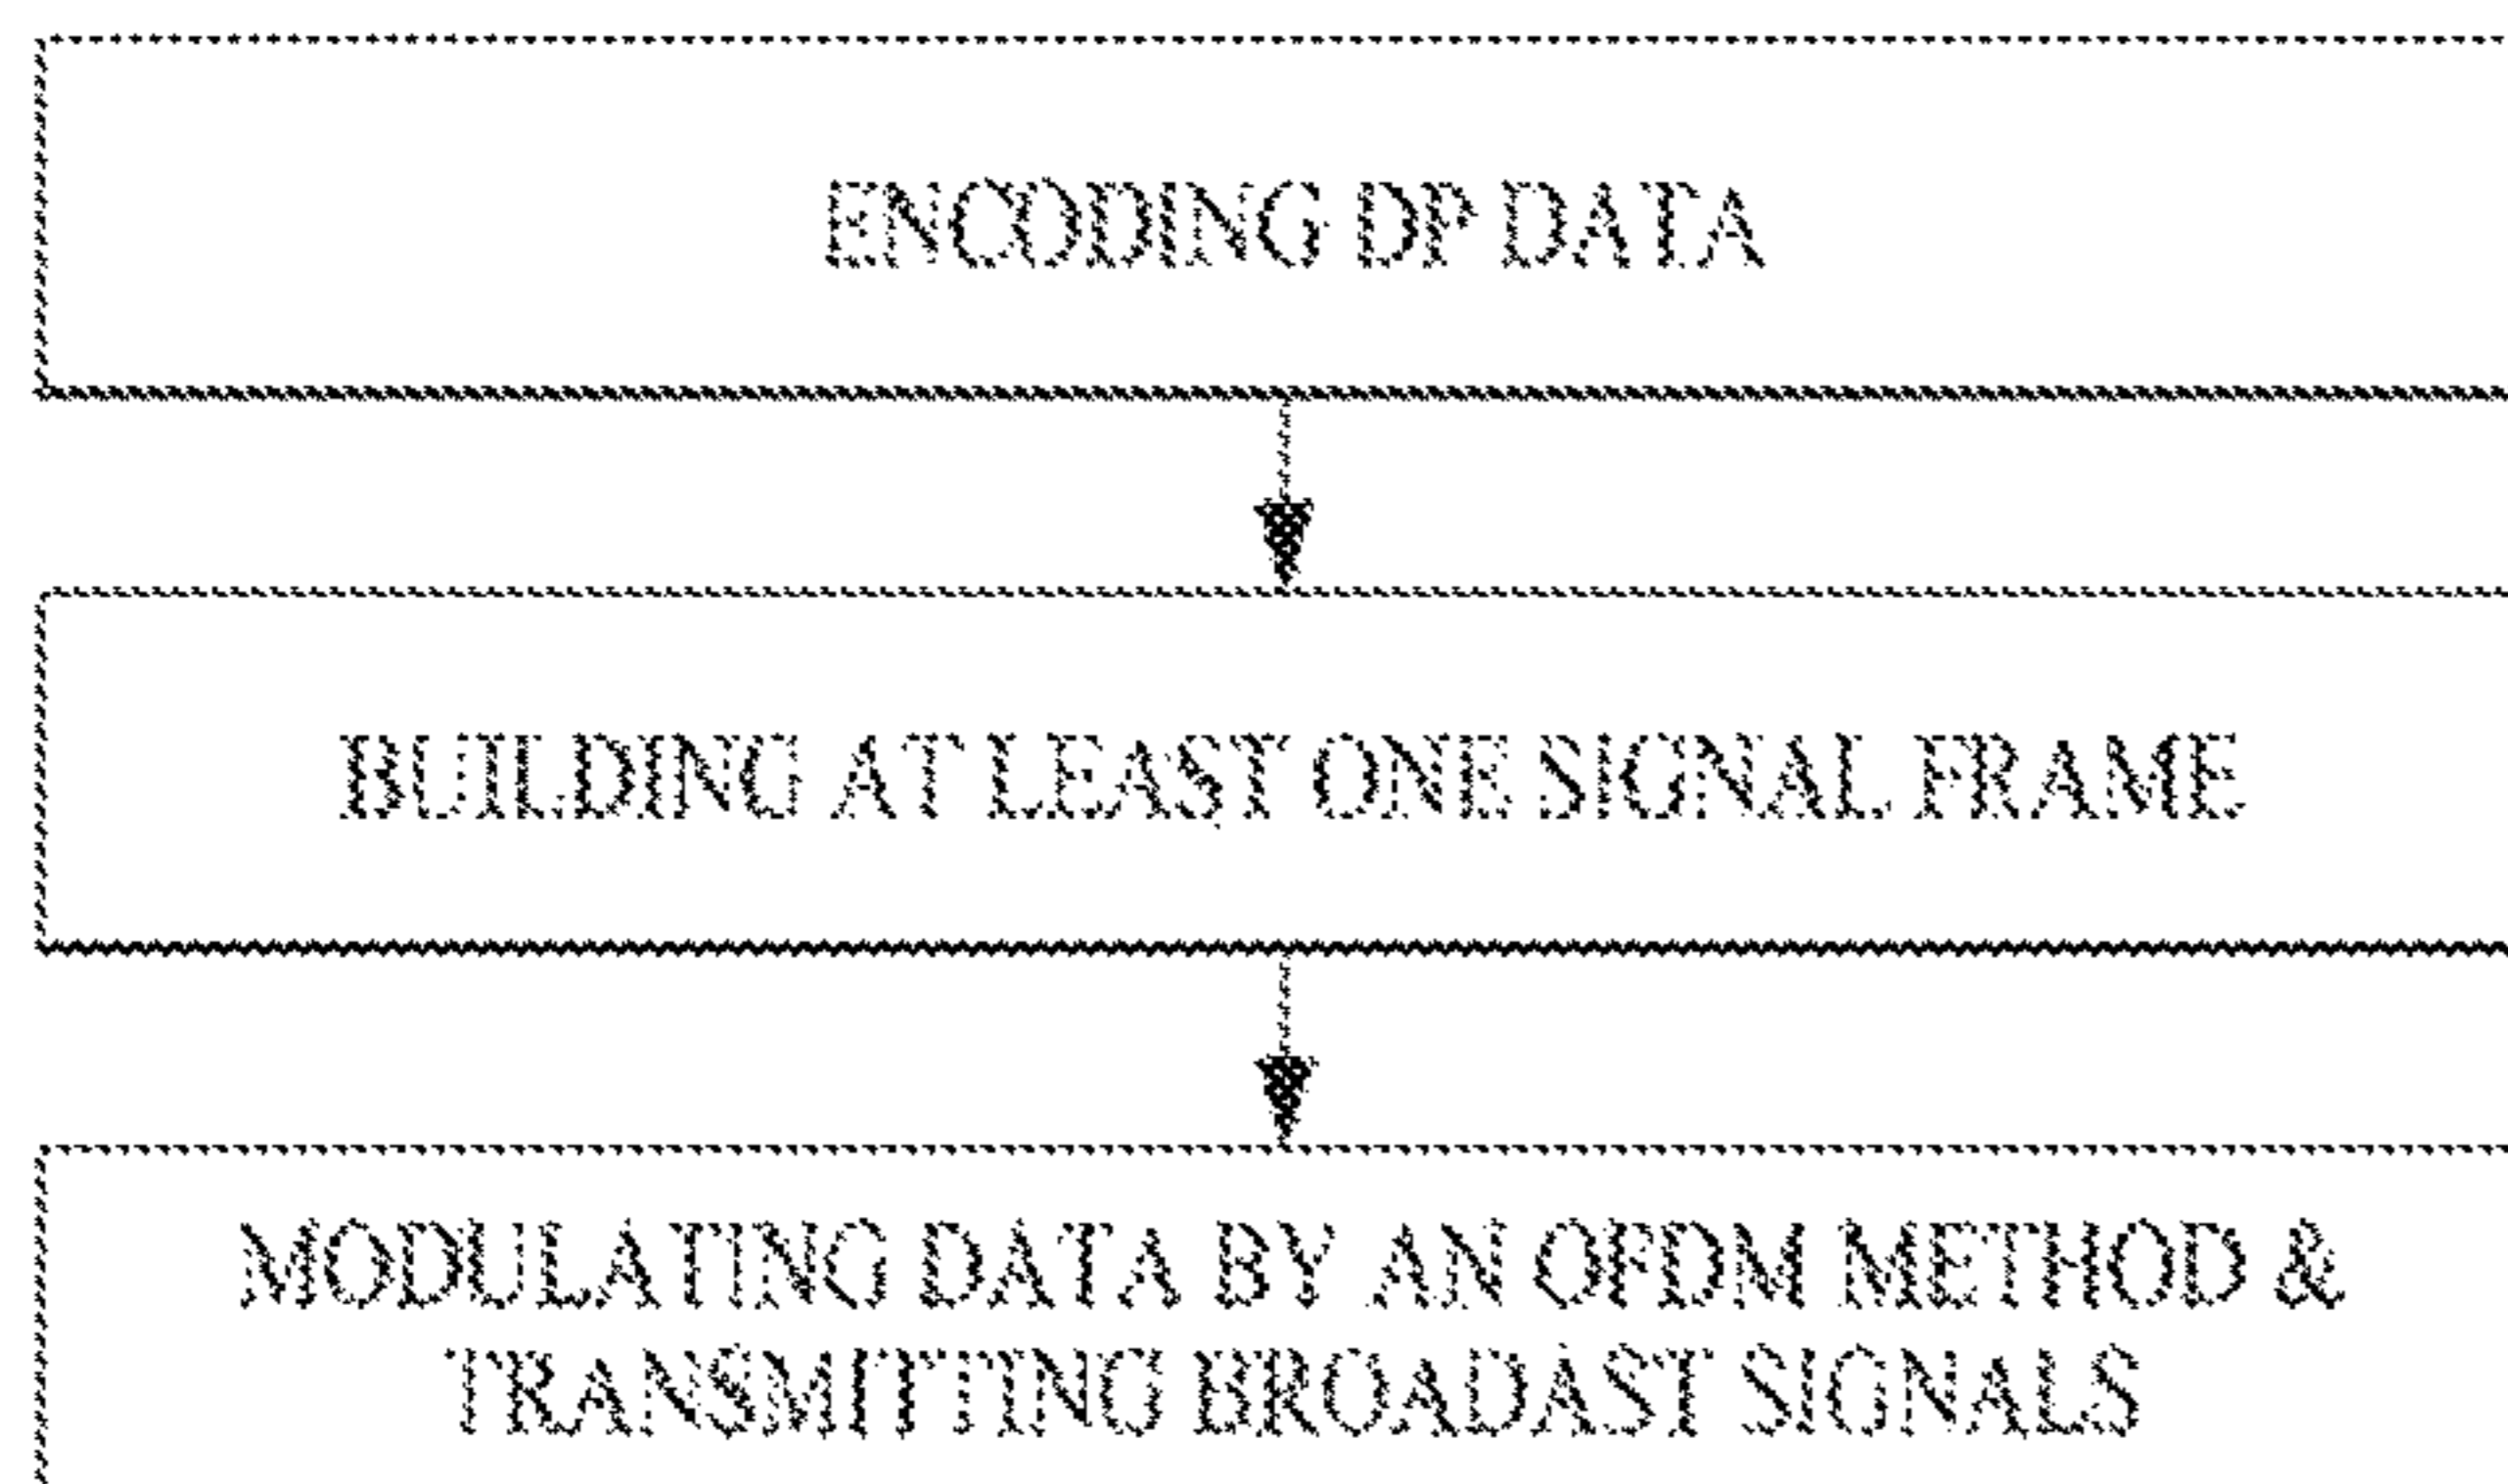 ENCODING DP DATA
BUILDING AT LEAST ONE SIGNAL FRAME
MODULATING DATA BY AN OFDM METHOD &
TRANSMITTING BROADAST SIGNALS